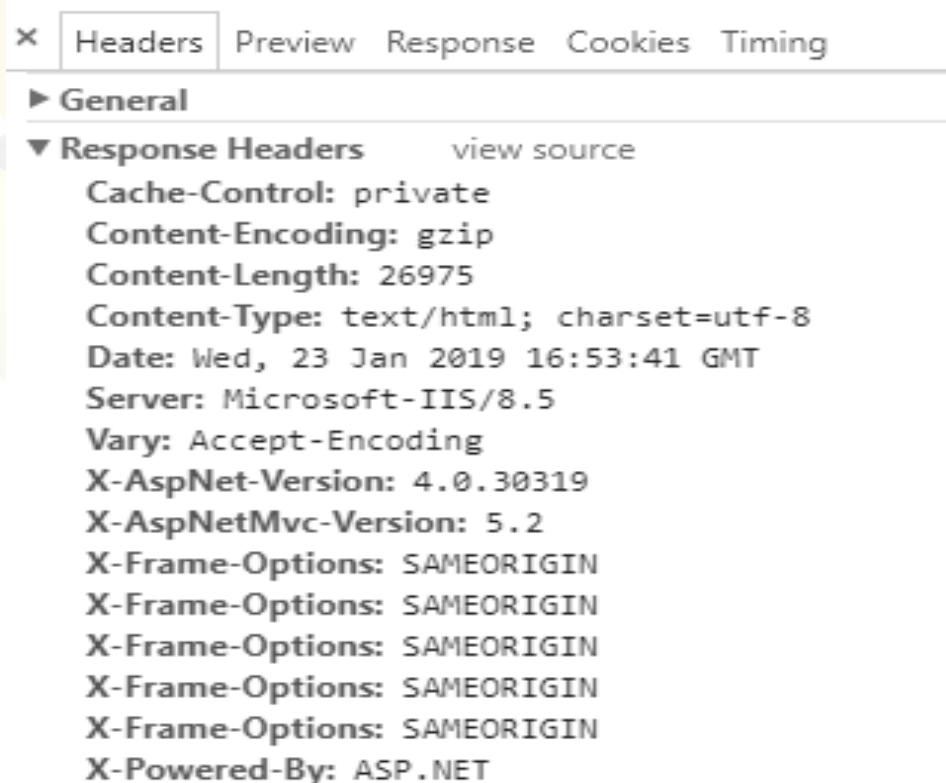 × Headers Preview Response Cookies Timing
▶ General
▼ Response Headers view source
Cache-Control: private
Content-Encoding: gzip
Content-Length: 26975
Content-Type: text/html; charset=utf-8
Date: Wed, 23 Jan 2019 16:53:41 GMT
Server: Microsoft-IIS/8.5
Vary: Accept-Encoding
X-AspNet-Version: 4.0.30319
X-AspNetMvc-Version: 5.2
X-Frame-Options: SAMEORIGIN
X-Frame-Options: SAMEORIGIN
X-Frame-Options: SAMEORIGIN
X-Frame-Options: SAMEORIGIN
X-Frame-Options: SAMEORIGIN
X-Powered-By: ASP.NET